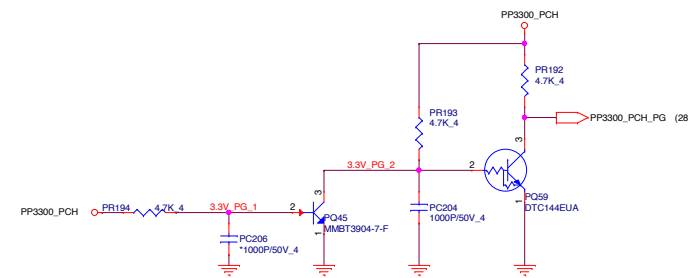 PP3300_PCH
PR192
4.7K_4
PR193
4.7K_4
PP3300_PCH_PG (28
3
3.3V_PG_2
2
3
PQ59
DTC144EUA
1
PP3300_PCH
PR194
4.7K_4
3.3V_PG_1
2
PQ45
MMBT3904-7-F
1
PC204
1000P/50V_4
PC206
*1000P/50V_4